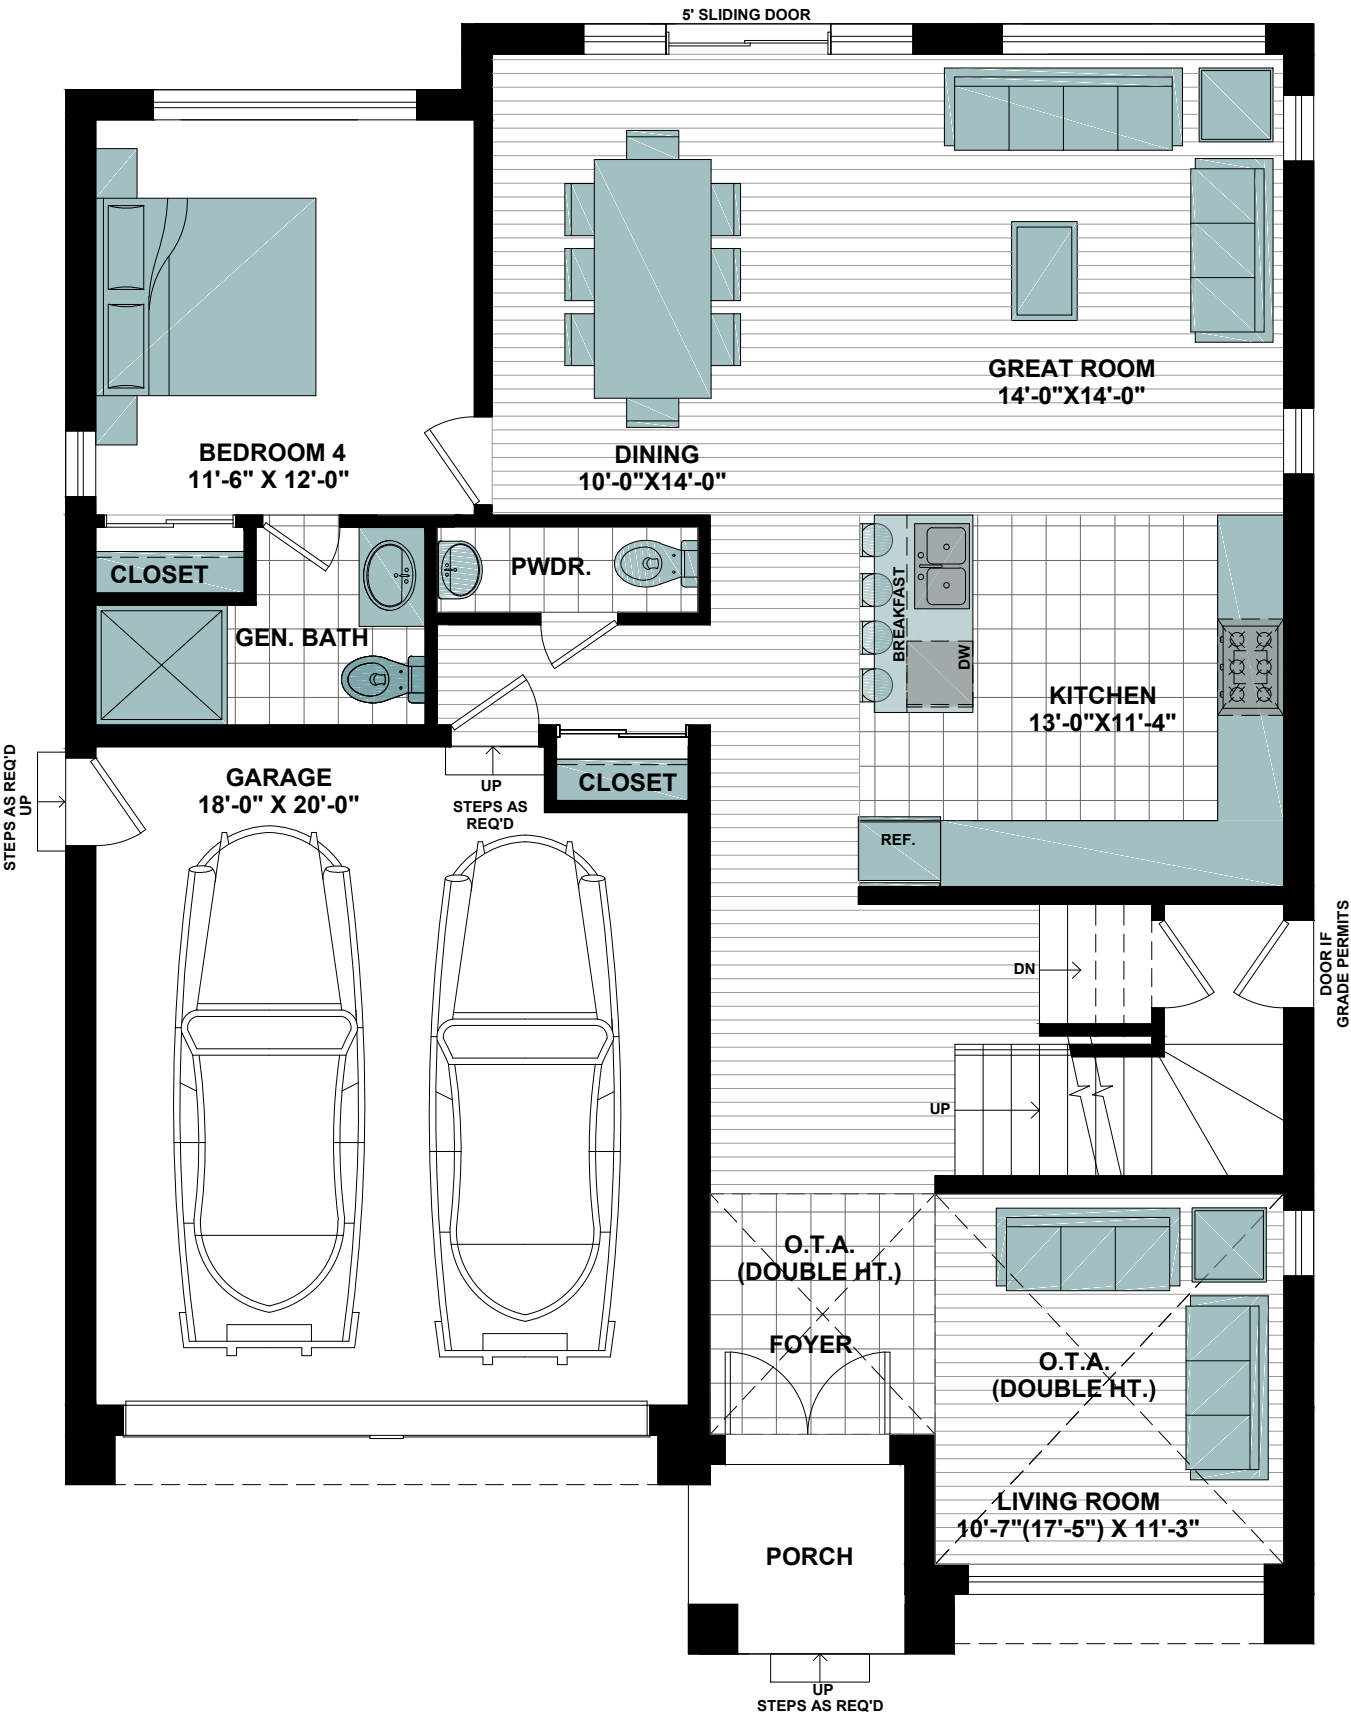 5' SLIDING DOOR
GREAT ROOM
14'-0"X14'-0"
BEDROOM 4
11'-6" X 12'-0"
DINING
10'-0"X14'-0"
CLOSET
PWDR.
GEN. BATH
BREAKFAST
DW
KITCHEN
13'-0"X11'-4"
STEPS AS REQ'D
UP
GARAGE
18'-0" X 20'-0"
UP
STEPS AS
REQ'D
CLOSET
REF.
DN
DOOR IF
GRADE PERMITS
UP
O.T.A.
(DOUBLE HT.)
FOYER
O.T.A.
(DOUBLE HT.)
LIVING ROOM
10'-7"(17'-5") X 11'-3"
PORCH
UP
STEPS AS REQ'D